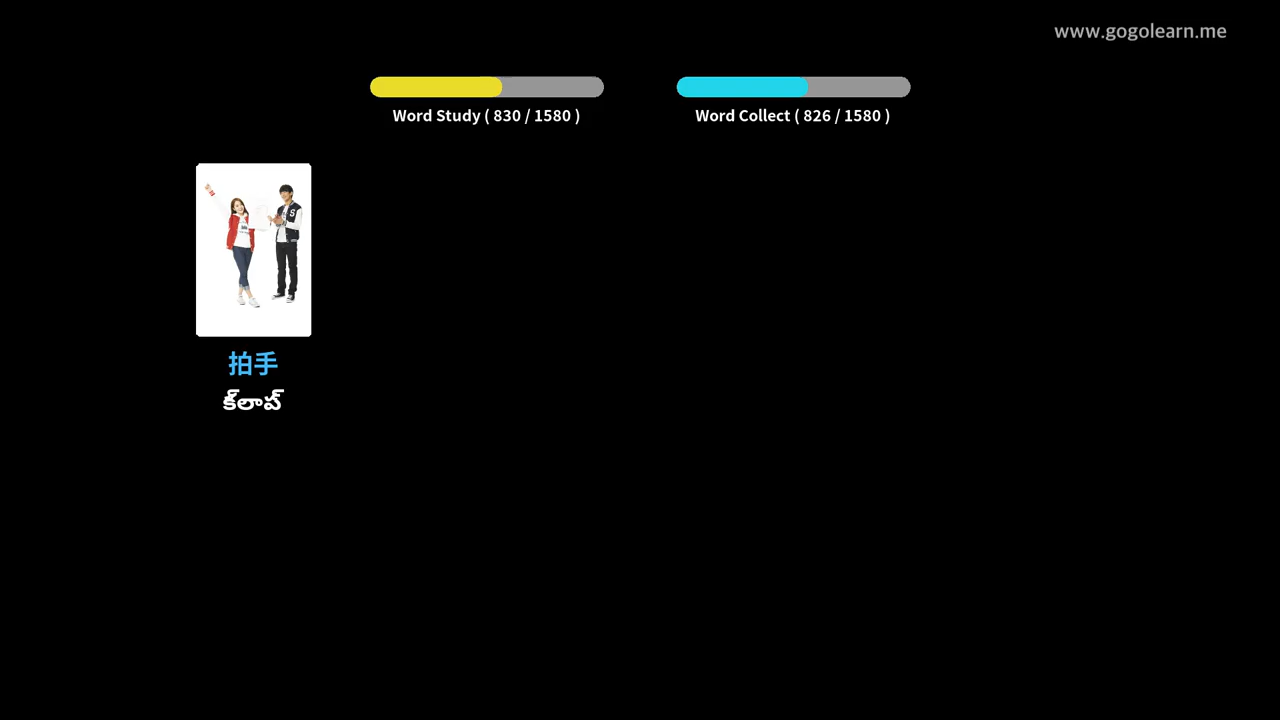 www.gogolearn.me
Word Study ( 830 / 1580 )
Word Collect ( 826 / 1580 )
拍手
క్‌లాప్